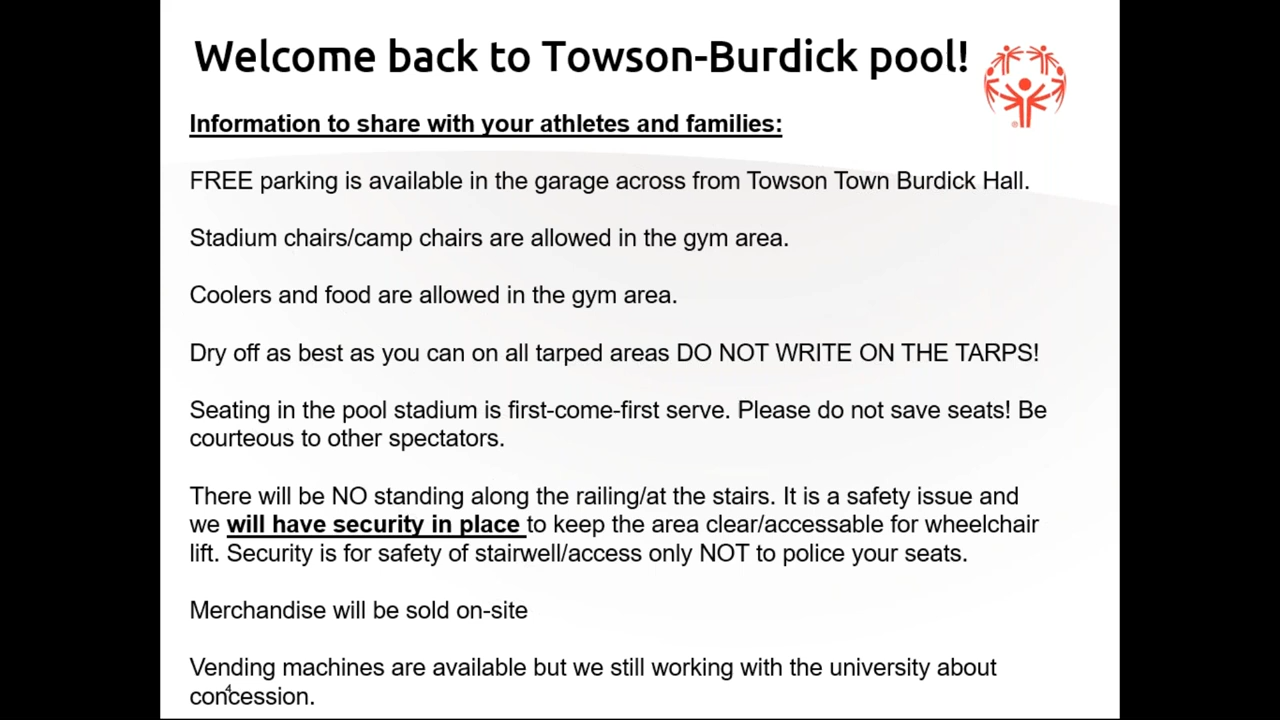 Welcome back to Towson-Burdick pool!
Information to share with your athletes and families:
FREE parking is available in the garage across from Towson Town Burdick Hall.
Stadium chairs/camp chairs are allowed in the gym area.
Coolers and food are allowed in the gym area.
Dry off as best as you can on all tarped areas DO NOT WRITE ON THE TARPS!
Seating in the pool stadium is first-come-first serve. Please do not save seats! Be
courteous to other spectators.
There will be NO standing along the railing/at the stairs. It is a safety issue and
we will have security in place to keep the area clear/accessable for wheelchair
lift. Security is for safety of stairwell/access only NOT to police your seats.
Merchandise will be sold on-site
Vending machines are available but we still working with the university about
4
concession.